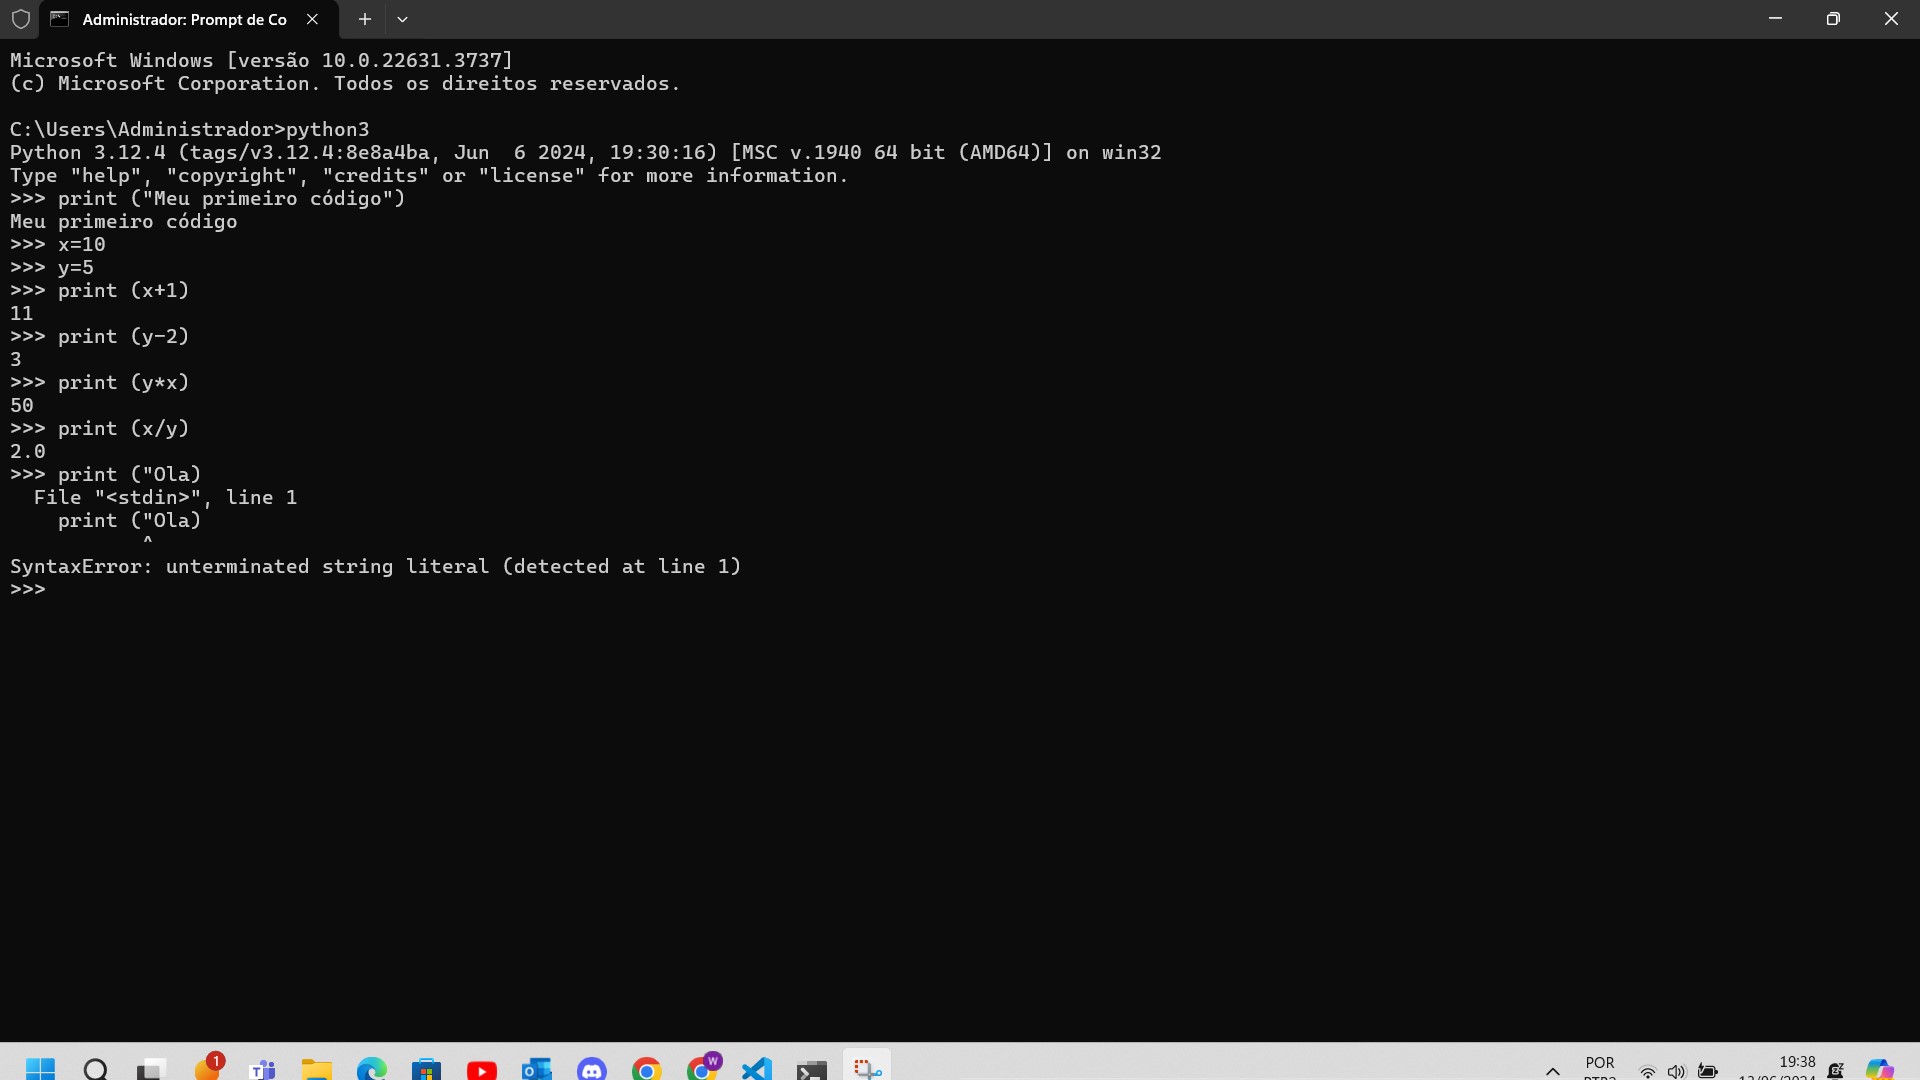 Administrador: Prompt de Co
Microsoft Windows [versão 10.0.22631.3737]
(c) Microsoft Corporation. Todos os direitos reservados.
C:\Users\Administrador>python3
Python 3.12.4 (tags/v3.12.4:8e8a4ba, Jun  6 2024, 19:30:16) [MSC v.1940 64 bit (AMD64)] on win32
Type "help", "copyright", "credits" or "license" for more information.
>>> print ("Meu primeiro código")
Meu primeiro código
>>> x=10
>>> y=5
>>> print (x+1)
11
>>> print (y-2)
3
>>> print (y*x)
50
>>> print (x/y)
2.0
>>> print ("Ola)
  File "<stdin>", line 1
    print ("Ola)
           ^
SyntaxError: unterminated string literal (detected at line 1)
>>>
1
W
POR
19:38